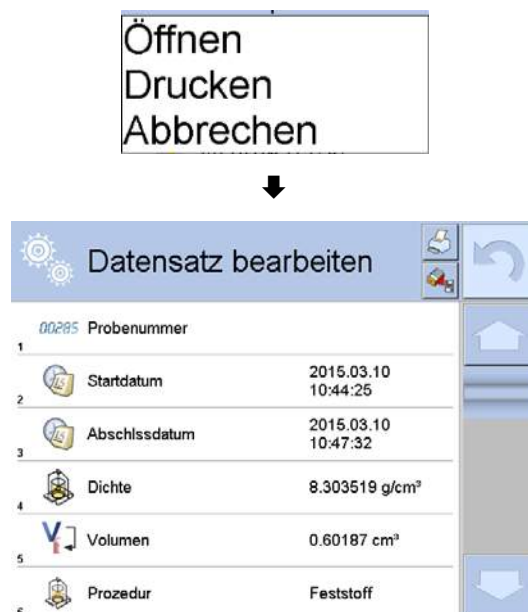 Öffnen
Drucken
Abbrechen
Datensatz bearbeiten
00285 Probenummer
1
Startdatum 2015.03.10
10:44:25
2
Abschlssdatum 2015.03.10
10:47:32
3
Dichte 8.303519 g/cm³
4
Volumen 0.60187 cm³
5
Prozedur Feststoff